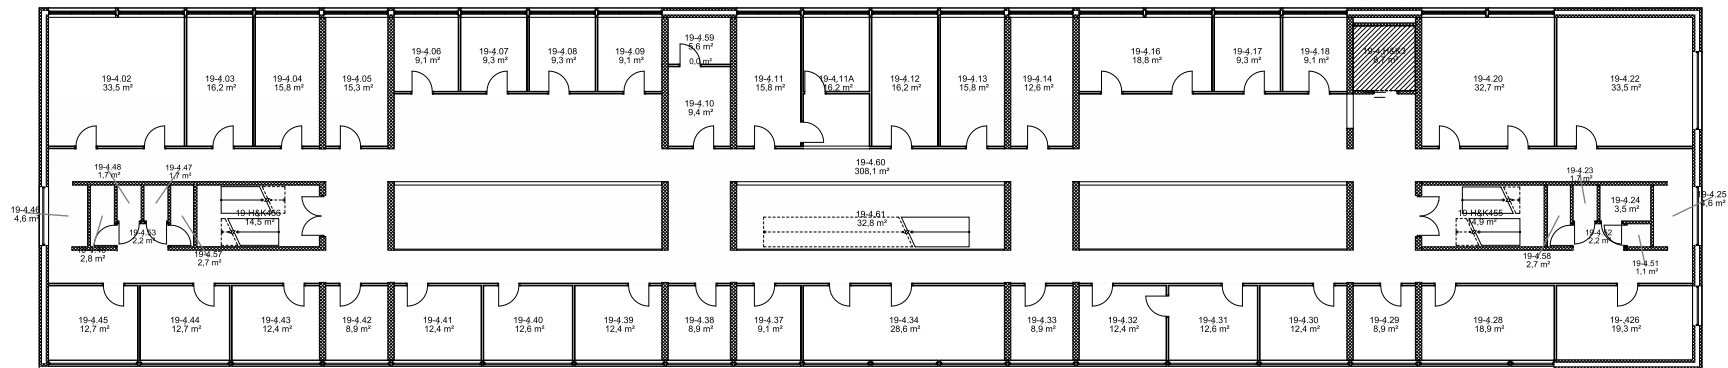 19-4.02
33,5 m²
19-4.03
16,2 m²
19-4.04
15,8 m²
19-4.05
15,3 m²
19-4.06
9,1 m²
19-4.07
9,3 m²
19-4.08
9,3 m²
19-4.09
9,1 m²
19-4.59
5,6 m²
0,0 m²
19-4.10
9,4 m²
19-4.11
15,8 m²
19-4.11A
16,2 m²
19-4.12
16,2 m²
19-4.13
15,8 m²
19-4.14
12,6 m²
19-4.16
18,8 m²
19-4.17
9,3 m²
19-4.18
9,1 m²
19-4.20
32,7 m²
19-4.22
33,5 m²
19-4.60
308,1 m²
19-4.48
1,7 m²
19-4.47
1,7 m²
19-4.46
4,6 m²
19-4.53
2,2 m²
2,8 m²
19-4.57
2,7 m²
19-H&K456
14,5 m²
19-4.61
32,8 m²
19-H&K455
14,9 m²
19-4.23
1,7 m²
19-4.24
3,5 m²
19-4.25
4,6 m²
19-4.52
2,2 m²
19-4.58
2,7 m²
19-4.51
1,1 m²
19-4.45
12,7 m²
19-4.44
12,7 m²
19-4.43
12,4 m²
19-4.42
8,9 m²
19-4.41
12,4 m²
19-4.40
12,6 m²
19-4.39
12,4 m²
19-4.38
8,9 m²
19-4.37
9,1 m²
19-4.34
28,6 m²
19-4.33
8,9 m²
19-4.32
12,4 m²
19-4.31
12,6 m²
19-4.30
12,4 m²
19-4.29
8,9 m²
19-4.28
18,9 m²
19-4.26
19,3 m²